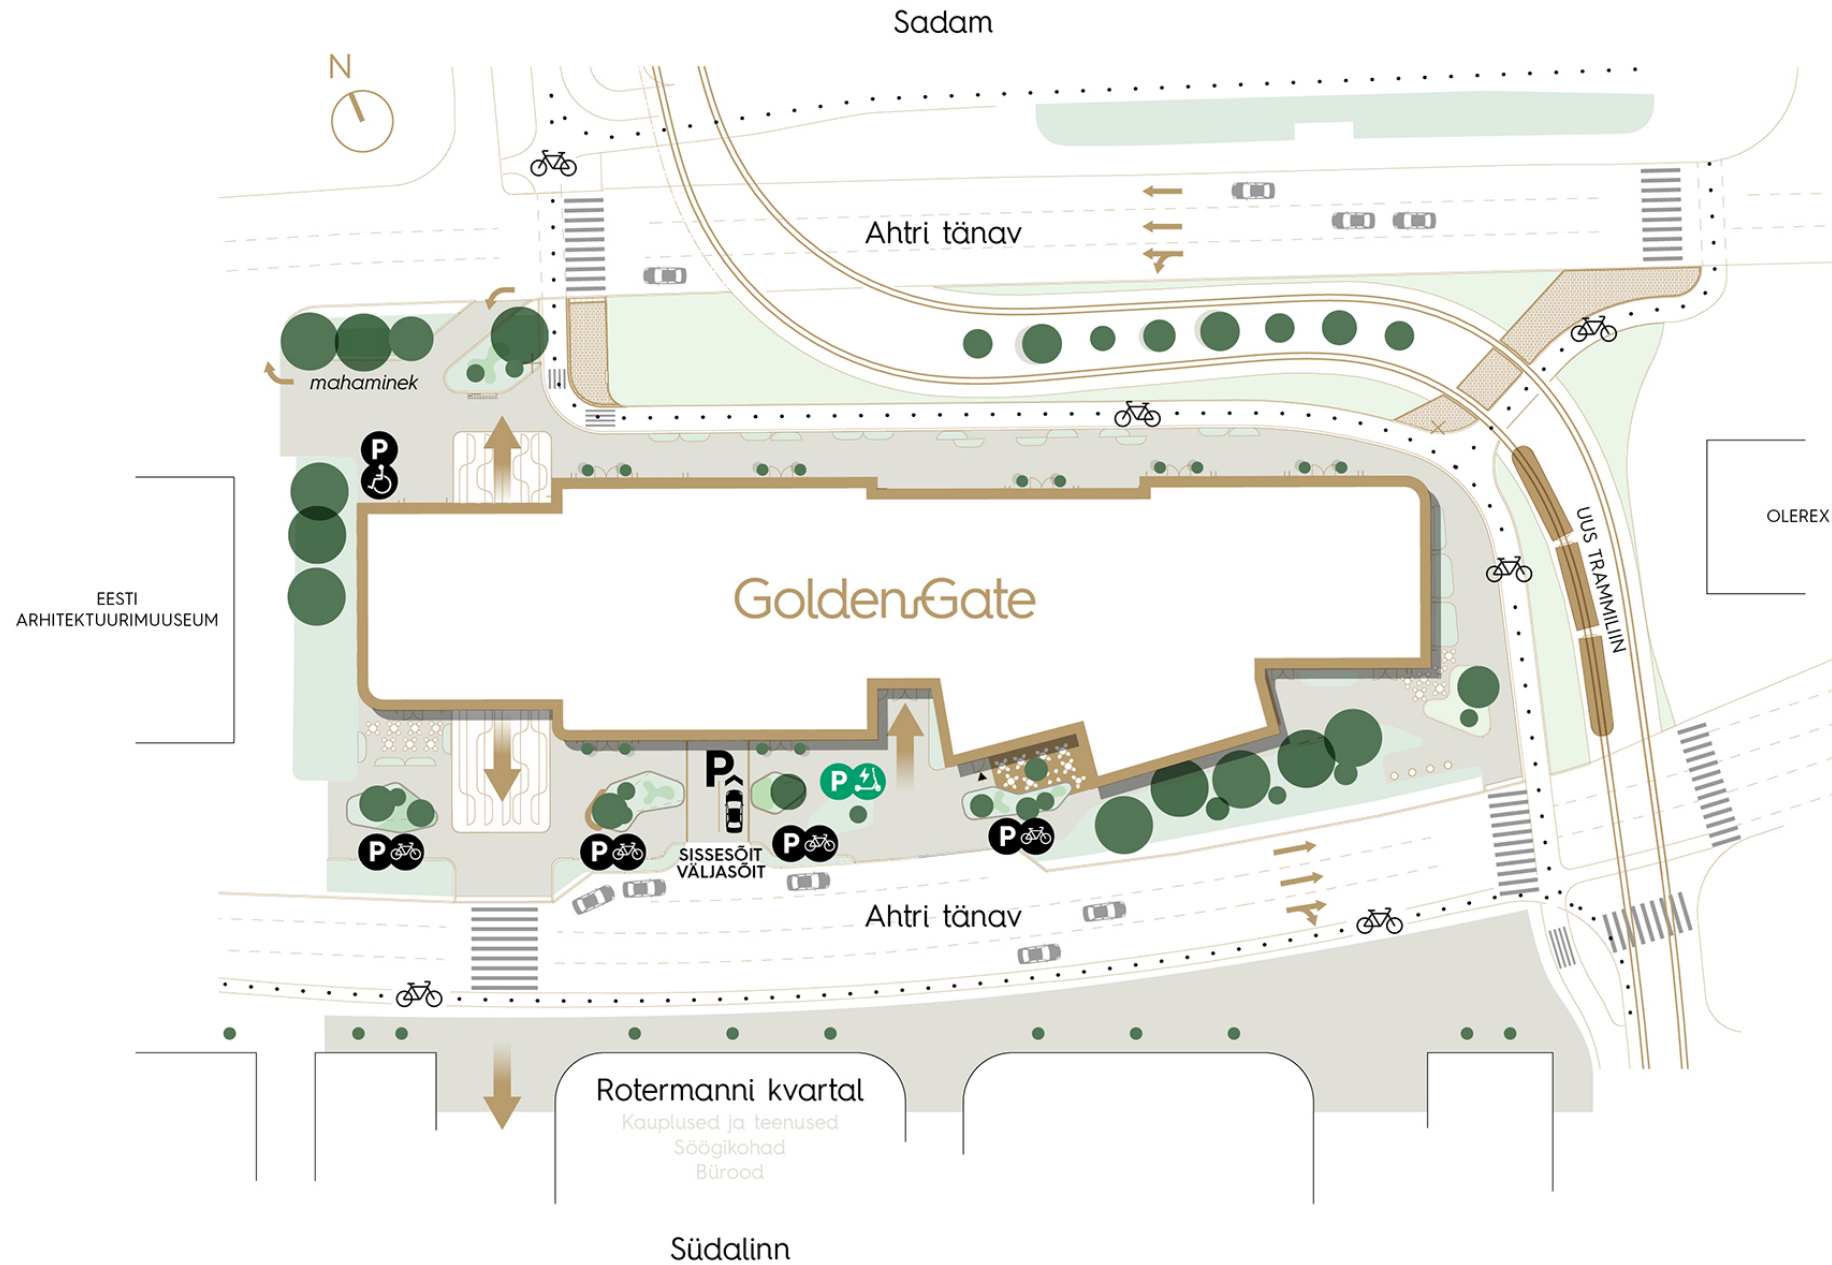 Sadam
N
Ahtri tänav
mahaminek
P
OLEREX
UUS TRAMMILIIN
GoldenGate
EESTI
ARHITEKTUURIMUUSEUM
P
P
P
P
P
P
SISSESÕIT
VÄLJASÕIT
Ahtri tänav
Rotermanni kvartal
Kauplused ja teenused
Söögikohad
Bürood
Südalinn